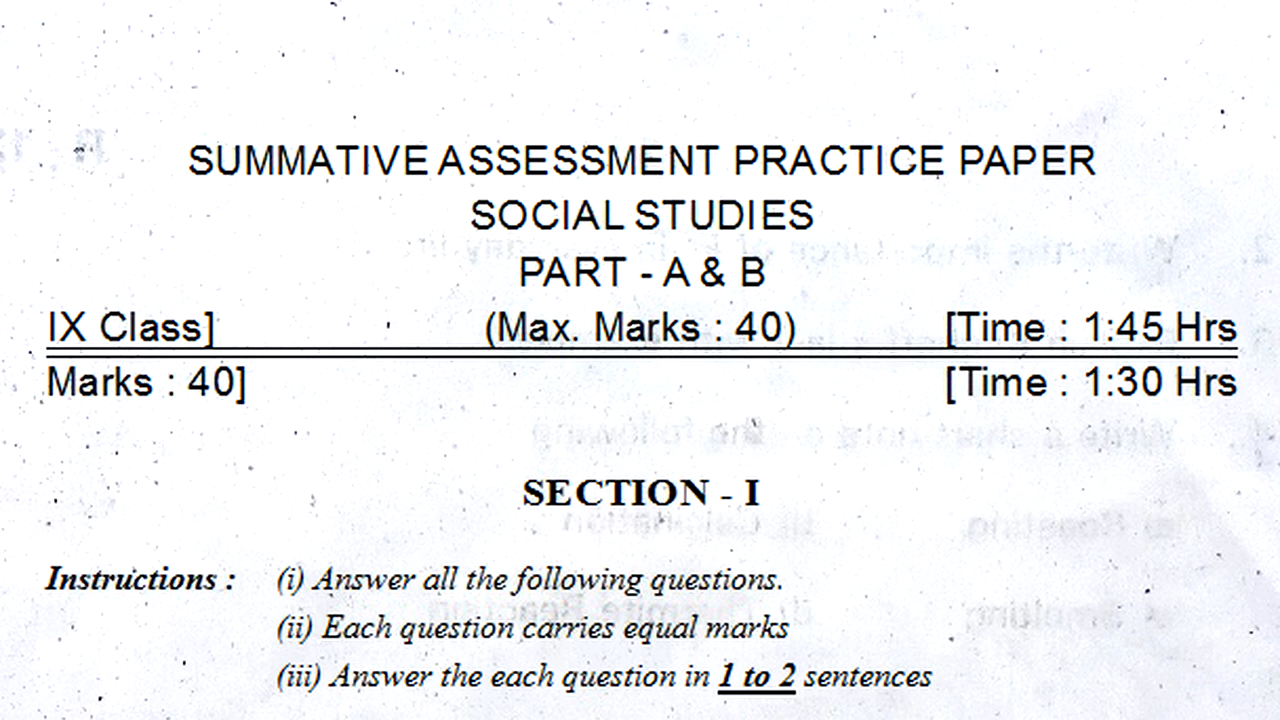 SUMMATIVE ASSESSMENT PRACTICE PAPER
SOCIAL STUDIES
PART - A & B
IX Class] (Max. Marks : 40) [Time : 1:45 Hrs
Marks : 40] [Time : 1:30 Hrs
SECTION - I
Instructions : (i) Answer all the following questions.
(ii) Each question carries equal marks
(iii) Answer the each question in 1 to 2 sentences